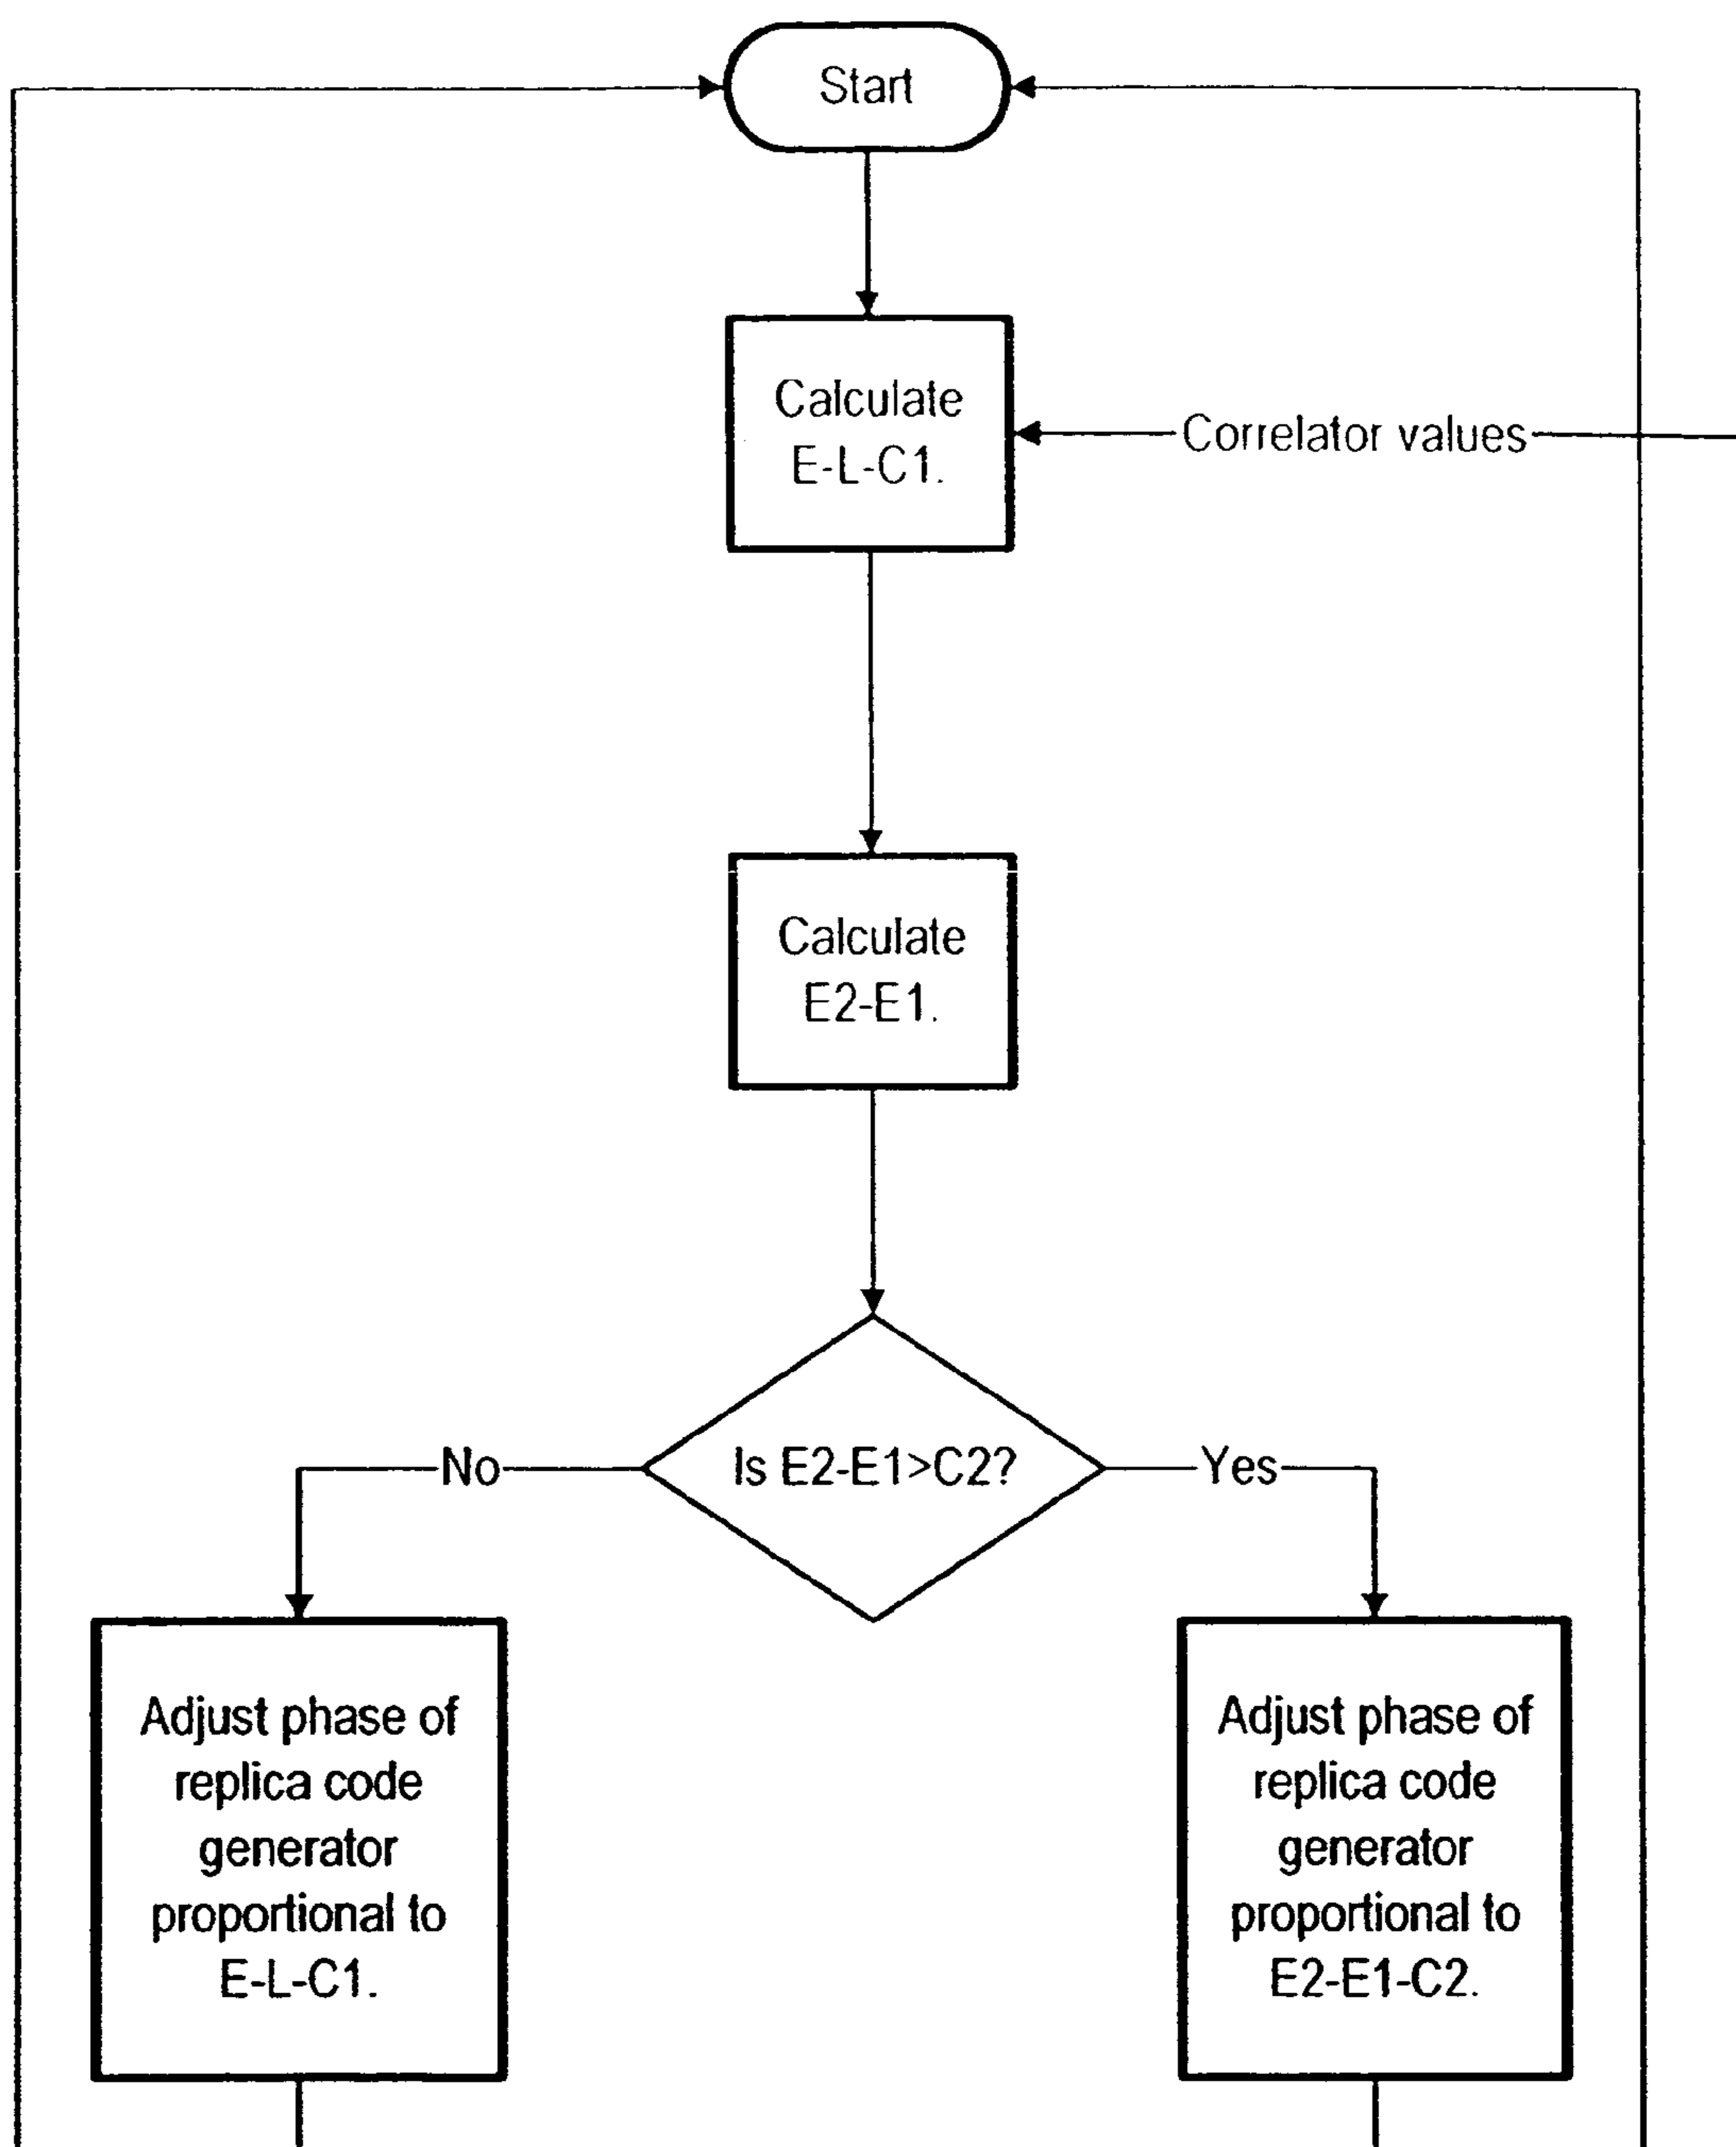 Start
Calculate
E-L-C1.
Correlator values
Calculate
E2-E1.
No
Is E2-E1>C2?
Yes
Adjust phase of
replica code
generator
proportional to
E-L-C1.
Adjust phase of
replica code
generator
proportional to
E2-E1-C2.